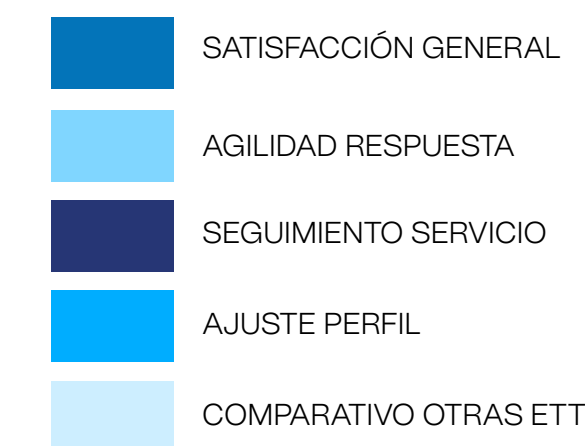 SATISFACCIÓN GENERAL
AGILIDAD RESPUESTA
SEGUIMIENTO SERVICIO
AJUSTE PERFIL
COMPARATIVO OTRAS ETT